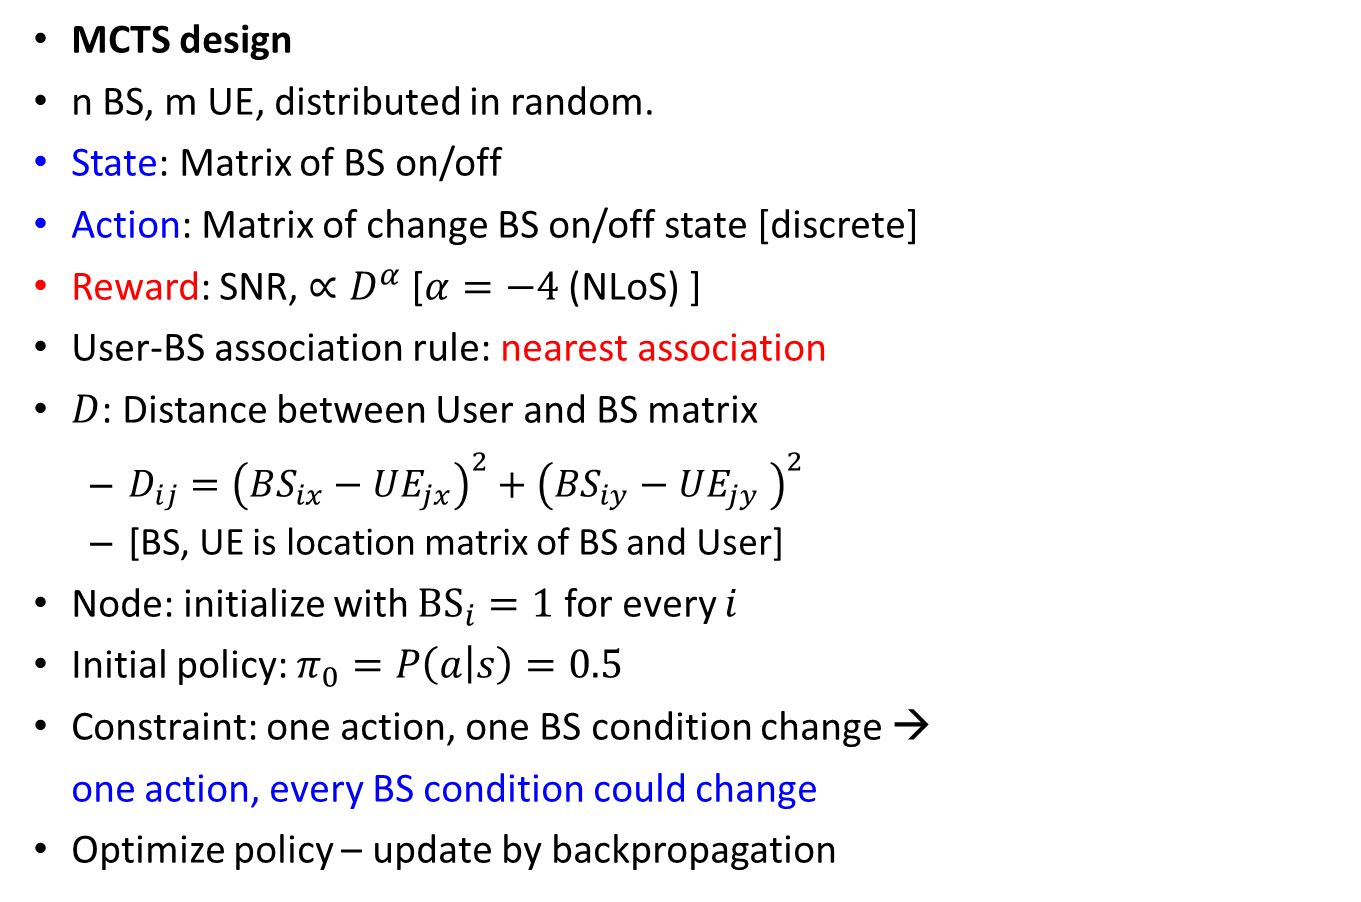 • MCTS design
• n BS, m UE, distributed in random.
• State: Matrix of BS on/off
• Action: Matrix of change BS on/off state [discrete]
• Reward: SNR, ∝ D^α [α = −4 (NLoS) ]
• User-BS association rule: nearest association
• D: Distance between User and BS matrix
– D_ij = (BS_ix − UE_jx)^2 + (BS_iy − UE_jy )^2
– [BS, UE is location matrix of BS and User]
• Node: initialize with BS_i = 1 for every i
• Initial policy: π_0 = P(a|s) = 0.5
• Constraint: one action, one BS condition change →
one action, every BS condition could change
• Optimize policy – update by backpropagation